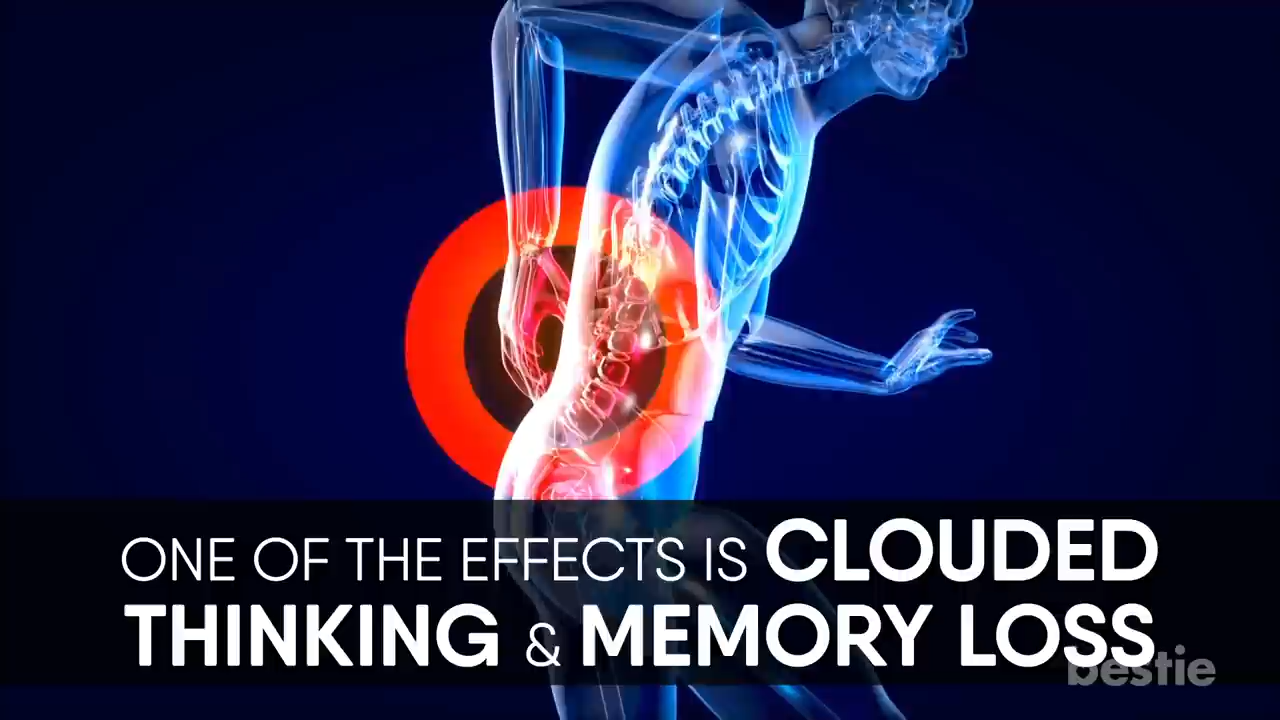 ONE OF THE EFFECTS IS CLOUDED
THINKING & MEMORY LOSS
bestie